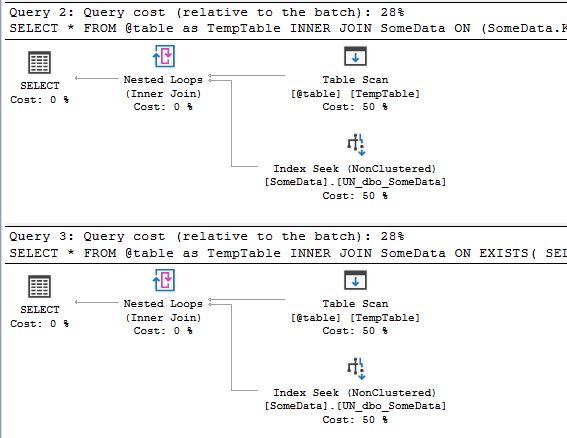 Query 2: Query cost (relative to the batch): 28%
SELECT * FROM @table as TempTable INNER JOIN SomeData ON (SomeData.K
SELECT
Cost: 0 %
Nested Loops
(Inner Join)
Cost: 0 %
Table Scan
[@table] [TempTable]
Cost: 50 %
Index Seek (NonClustered)
[SomeData].[UN_dbo_SomeData]
Cost: 50 %
Query 3: Query cost (relative to the batch): 28%
SELECT * FROM @table as TempTable INNER JOIN SomeData ON EXISTS( SEL
SELECT
Cost: 0 %
Nested Loops
(Inner Join)
Cost: 0 %
Table Scan
[@table] [TempTable]
Cost: 50 %
Index Seek (NonClustered)
[SomeData].[UN_dbo_SomeData]
Cost: 50 %